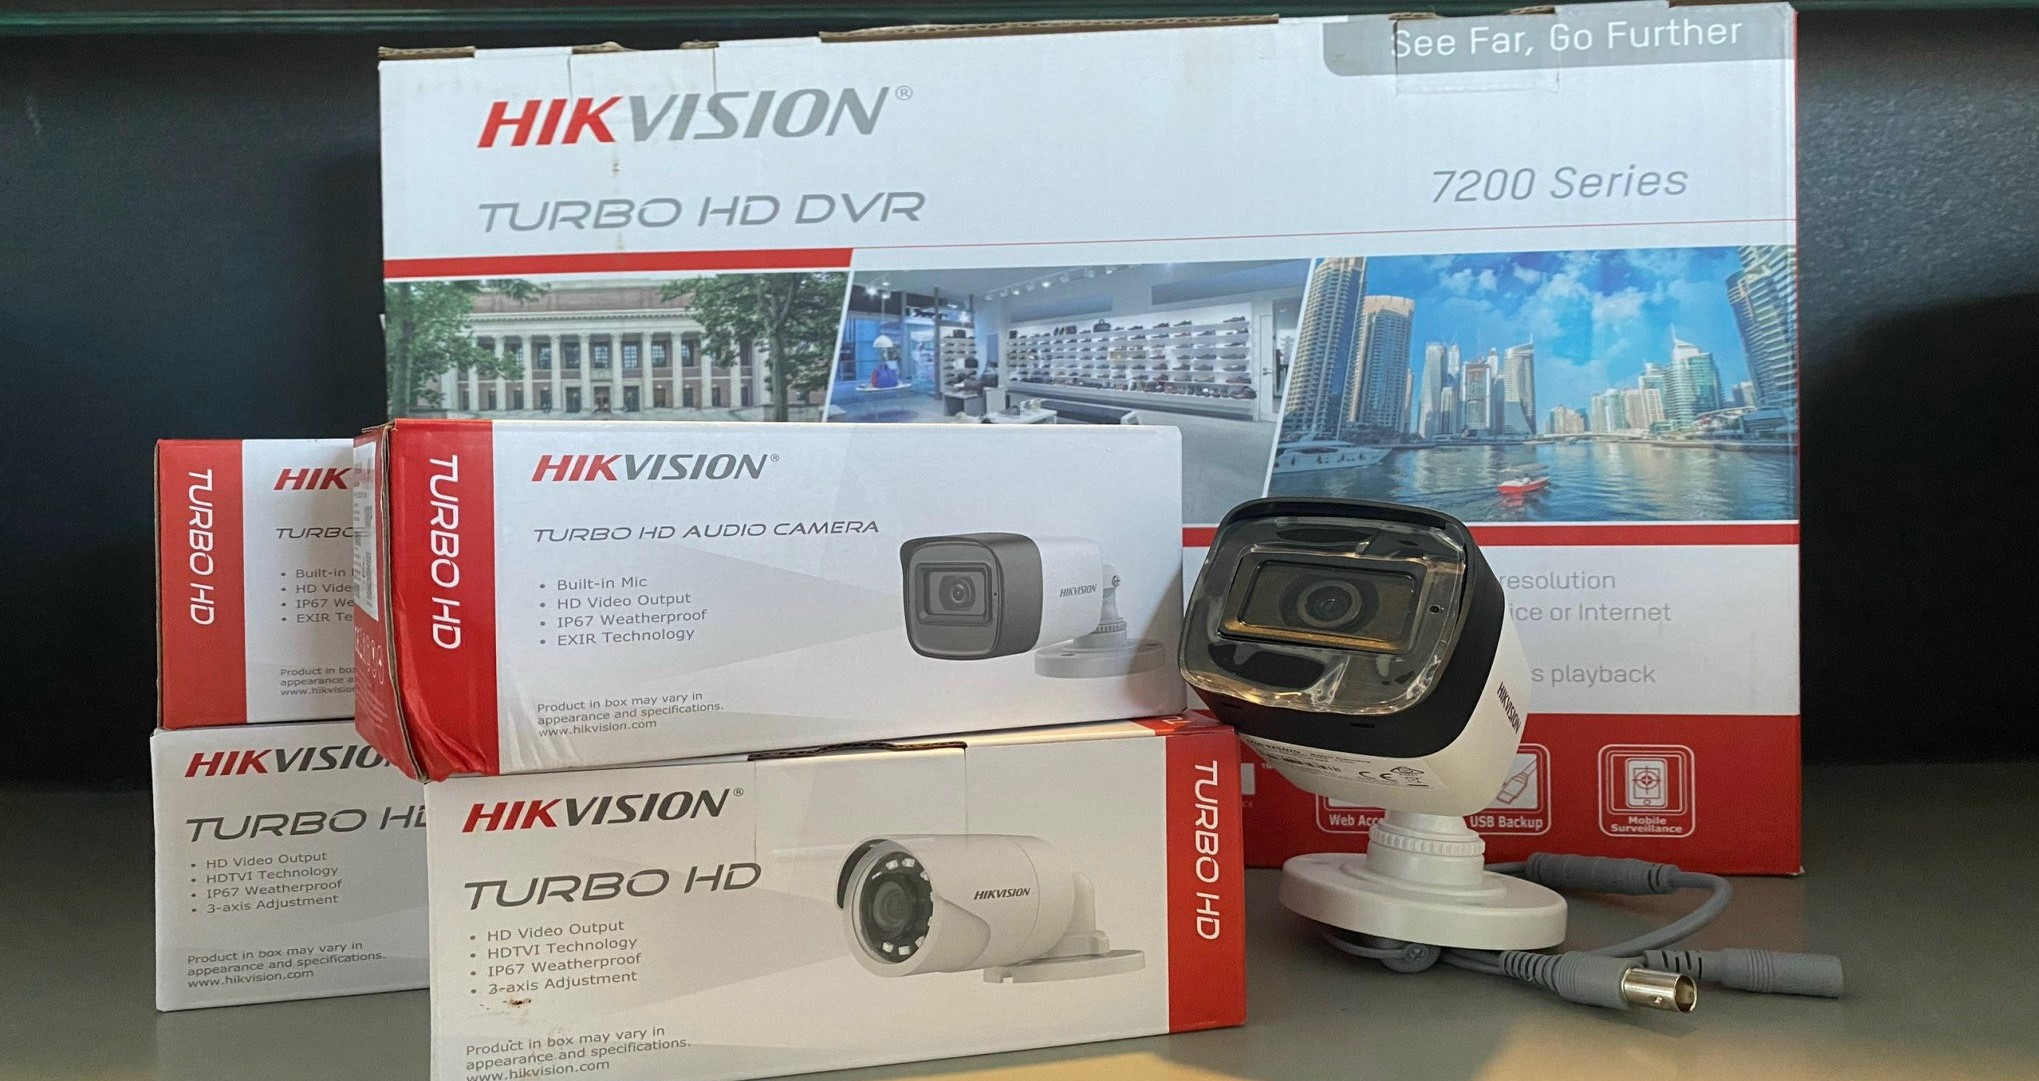 See Far, Go Further
HIKVISION®
TURBO HD DVR
7200 Series
resolution
ice or Internet
s playback
Web Acc
USB Backup
Mobile
Surveillance
TURBO HD
HIK
TURBO
Built-in
HD Vide
IP67 We
EXIR Te
Product in bo
appearance a
www.hikvision
TURBO HD
HIKVISION®
TURBO HD AUDIO CAMERA
• Built-in Mic
• HD Video Output
• IP67 Weatherproof
• EXIR Technology
HIKVISION
Product in box may vary in
appearance and specifications.
www.hikvision.com
HIKVISIO
TURBO HD
• HD Video Output
• HDTVI Technology
• IP67 Weatherproof
• 3-axis Adjustment
Product in box may vary in
appearance and specifications.
www.hikvision.com
HIKVISION®
TURBO HD
• HD Video Output
• HDTVI Technology
• IP67 Weatherproof
• 3-axis Adjustment
HIKVISION
Product in box may vary in
appearance and specifications.
www.hikvision.com
TURBO HD
HIKVISION
CE